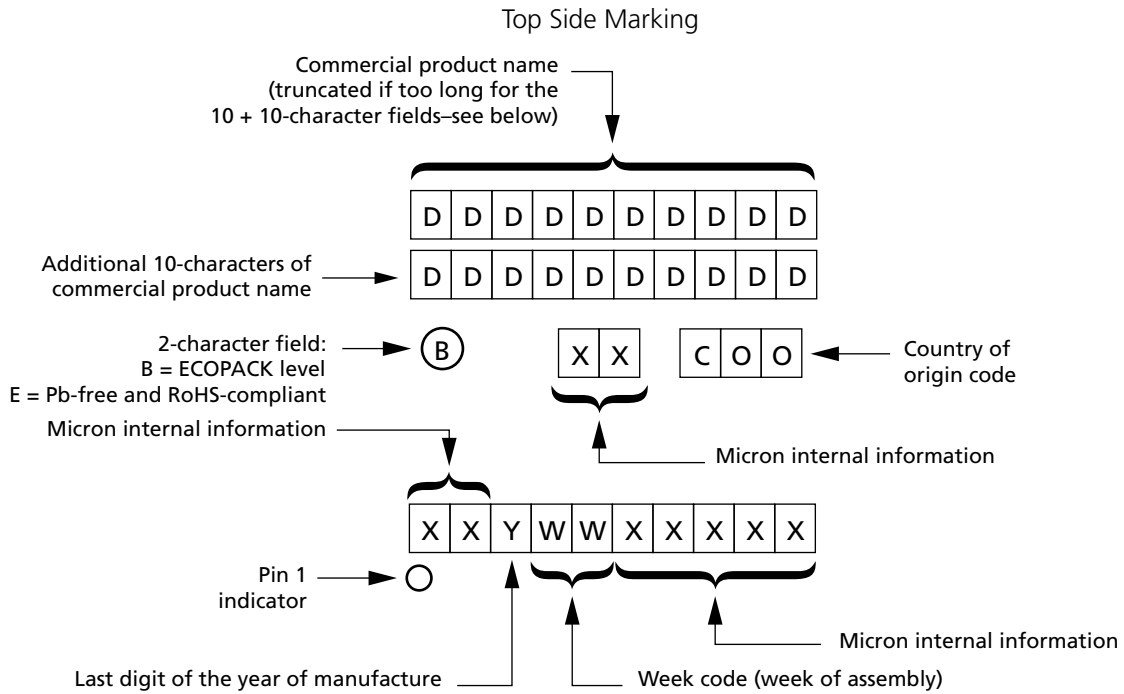 Top Side Marking
Commercial product name
(truncated if too long for the
10 + 10-character fields–see below)
D D D D D D D D D D
Additional 10-characters of
commercial product name
D D D D D D D D D D
2-character field:
B = ECOPACK level
E = Pb-free and RoHS-compliant
B
X X
C O O
Country of
origin code
Micron internal information
Micron internal information
X X Y W W X X X X X
Pin 1
indicator
Micron internal information
Last digit of the year of manufacture
Week code (week of assembly)